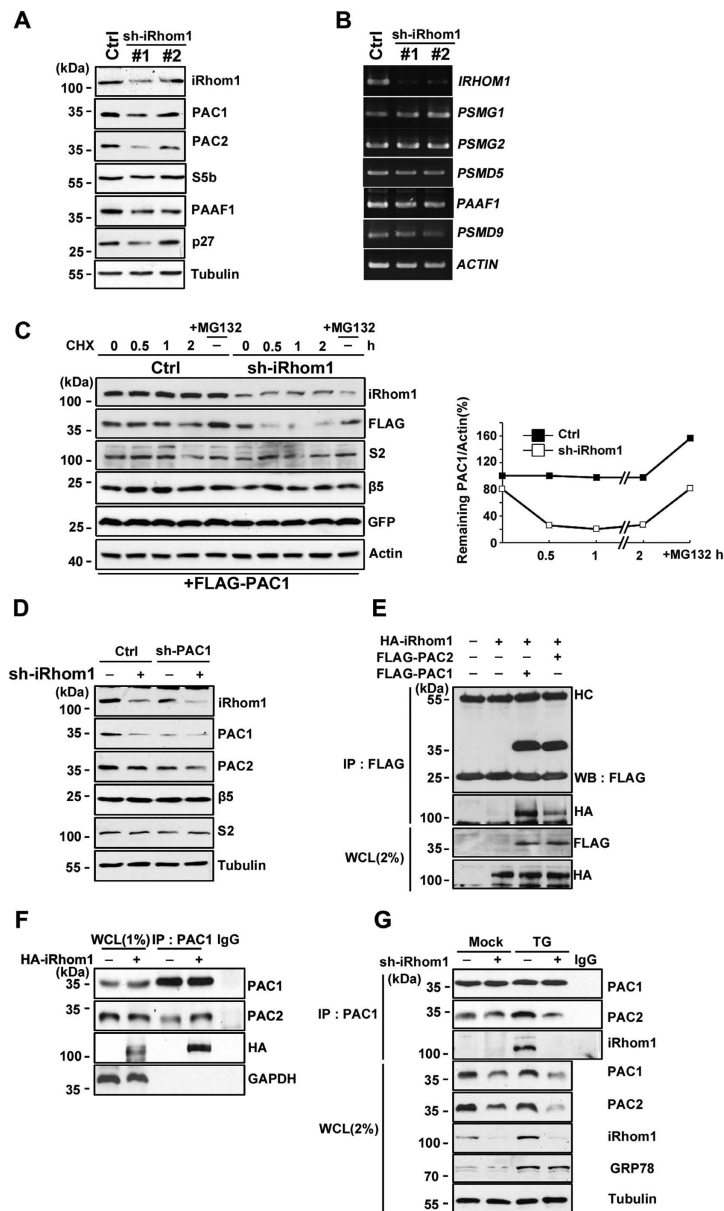 A
Ctrl
sh-iRhom1
#1 #2
(kDa)
100 - iRhom1
35 - PAC1
35 - PAC2
55 - S5b
35 - PAAF1
25 - p27
55 - Tubulin
B
Ctrl
sh-iRhom1
#1 #2
IRHOM1
PSMG1
PSMG2
PSMD5
PAAF1
PSMD9
ACTIN
C
+MG132 +MG132
CHX 0 0.5 1 2 – 0 0.5 1 2 – h
Ctrl sh-iRhom1
(kDa)
100 - iRhom1
35 - FLAG
100 - S2
25 - β5
25 - GFP
40 - Actin
+FLAG-PAC1
Remaining PAC1/Actin(%)
160
120
80
40
0
Ctrl
sh-iRhom1
0.5 1 2 +MG132 h
D
Ctrl sh-PAC1
sh-iRhom1 – + – +
(kDa)
100 - iRhom1
35 - PAC1
35 - PAC2
25 - β5
100 - S2
55 - Tubulin
E
HA-iRhom1 – + + +
FLAG-PAC2 – – – +
FLAG-PAC1 – – + –
(kDa)
IP : FLAG
55 - HC
35 -
25 - WB : FLAG
100 - HA
WCL(2%)
35 - FLAG
100 - HA
F
WCL(1%) IP : PAC1 IgG
HA-iRhom1 – + – +
(kDa)
35 - PAC1
35 - PAC2
100 - HA
35 - GAPDH
G
Mock TG
sh-iRhom1 – + – + IgG
(kDa)
IP : PAC1
35 - PAC1
35 - PAC2
100 - iRhom1
WCL(2%)
35 - PAC1
35 - PAC2
100 - iRhom1
70 - GRP78
55 - Tubulin